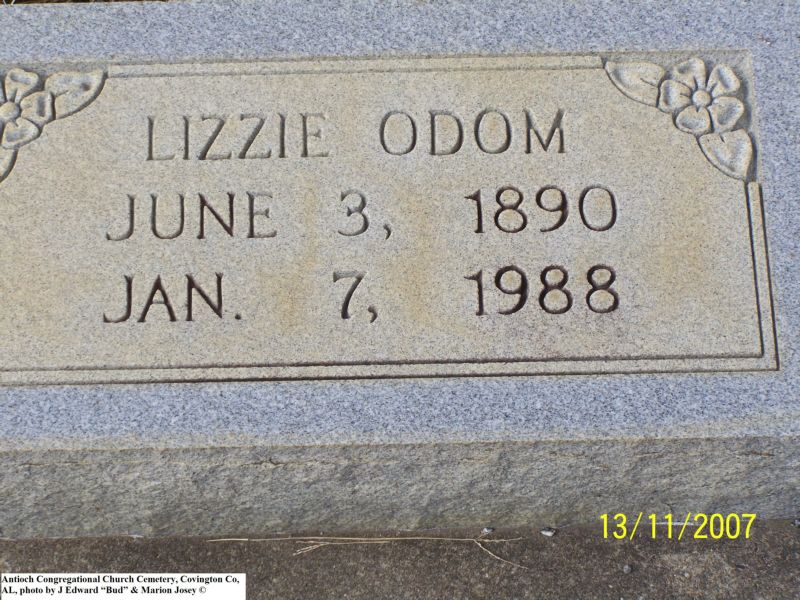 LIZZIE ODOM
JUNE 3, 1890
JAN. 7, 1988
13/11/2007
Antioch Congregational Church Cemetery, Covington Co,
AL, photo by J Edward “Bud” & Marion Josey ©